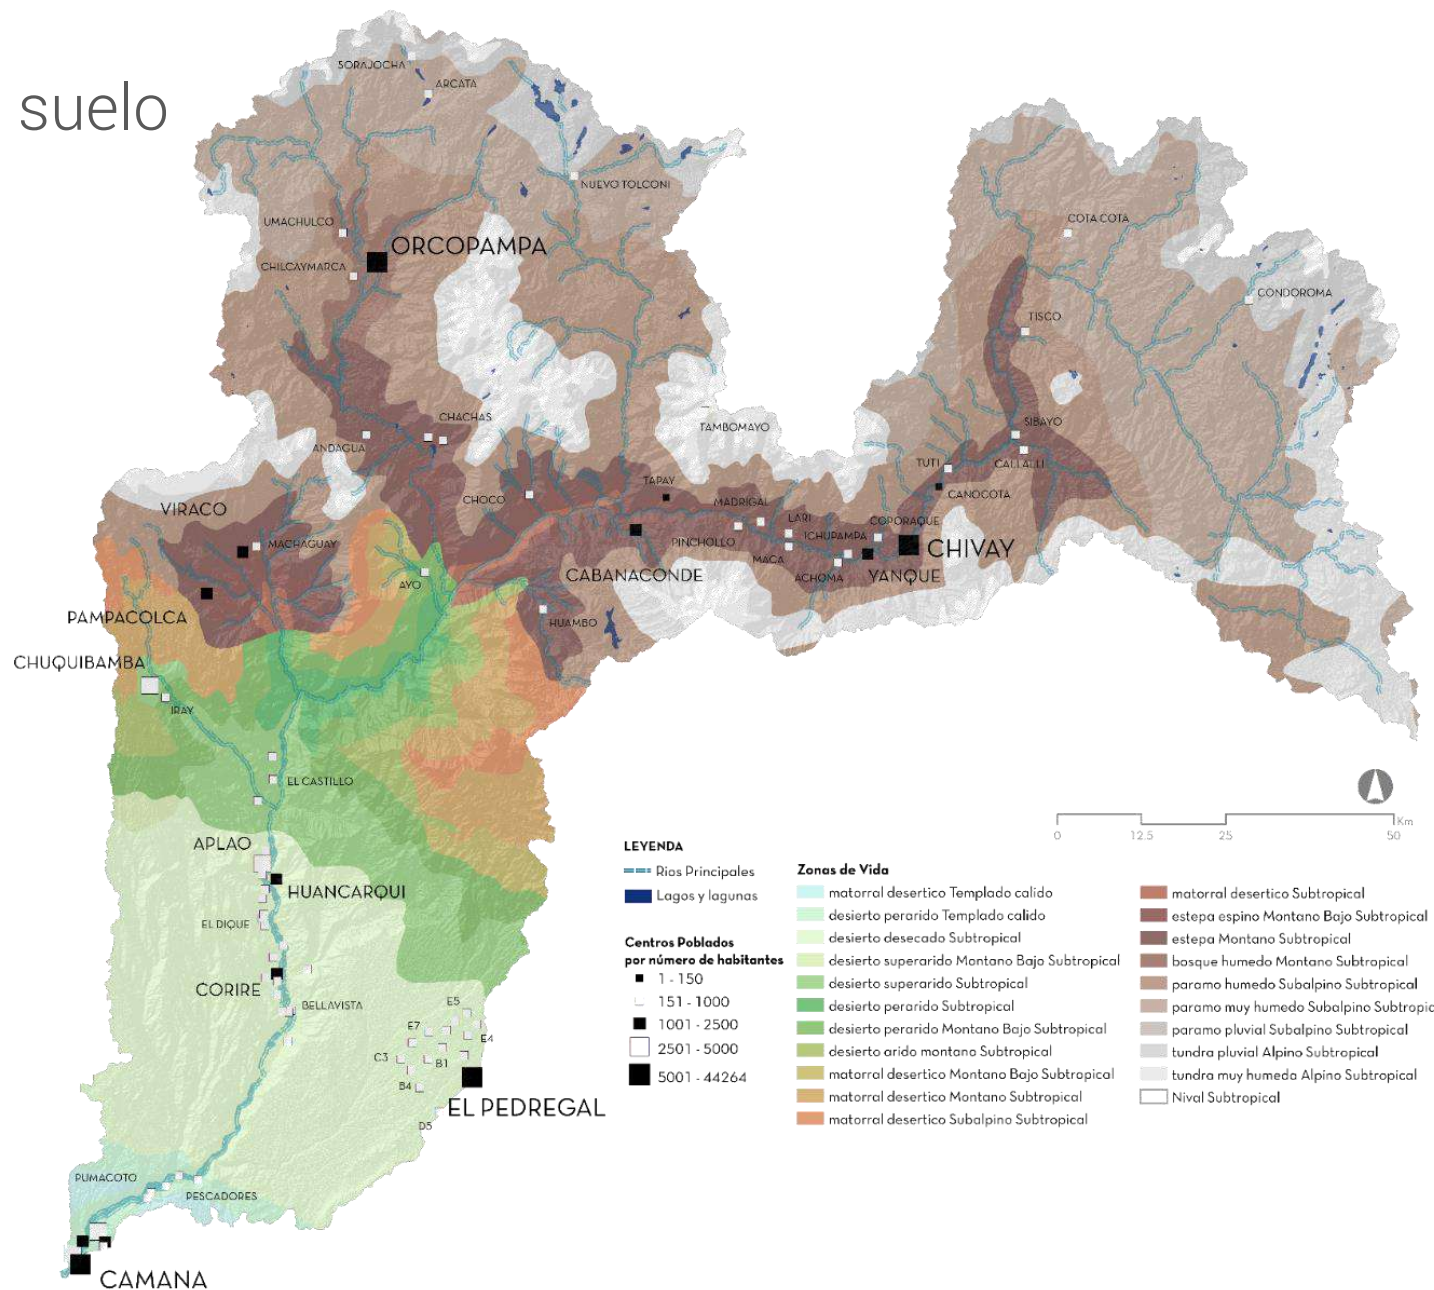 suelo
SORAJOCHA
ARCATA
NUEVO TOLCONI
UMACHULCO
COTA COTA
ORCOPAMPA
CHILCAYMARCA
CONDOROMA
TISCO
CHACHAS
SIBAYO
TAMBOMAYO
ANDAGUA
TUTI
CALLALLI
TAPAY
CANOCOTA
CHOCO
MADRIGAL
VIRACO
LARI
COPORAQUE
ICHUPAMPA
MACHAGUAY
PINCHOLLO
CHIVAY
MACA
CABANACONDE
ACHOMA
YANQUE
AYO
PAMPACOLCA
HUAMBO
CHUQUIBAMBA
IRAY
EL CASTILLO
APLAO
HUANCARQUI
EL DIQUE
CORIRE
BELLAVISTA
E5
E7
E4
C3
B1
B4
EL PEDREGAL
D5
PUMACOTO
PESCADORES
CAMANA
Km
0 12.5 25 50
LEYENDA
Rios Principales
Lagos y lagunas
Centros Poblados
por número de habitantes
1 - 150
151 - 1000
1001 - 2500
2501 - 5000
5001 - 44264
Zonas de Vida
matorral desertico Templado calido
desierto perarido Templado calido
desierto desecado Subtropical
desierto superarido Montano Bajo Subtropical
desierto superarido Subtropical
desierto perarido Subtropical
desierto perarido Montano Bajo Subtropical
desierto arido montano Subtropical
matorral desertico Montano Bajo Subtropical
matorral desertico Montano Subtropical
matorral desertico Subalpino Subtropical
matorral desertico Subtropical
estepa espino Montano Bajo Subtropical
estepa Montano Subtropical
bosque humedo Montano Subtropical
paramo humedo Subalpino Subtropical
paramo muy humedo Subalpino Subtropic
paramo pluvial Subalpino Subtropical
tundra pluvial Alpino Subtropical
tundra muy humeda Alpino Subtropical
Nival Subtropical